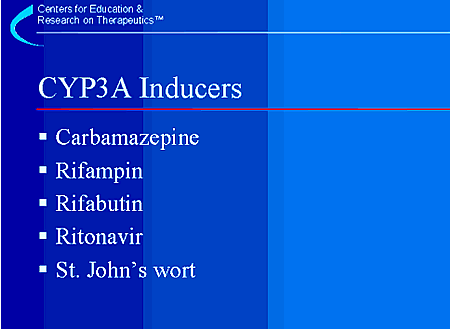 Centers for Education &
Research on Therapeutics™
CYP3A Inducers
▪ Carbamazepine
▪ Rifampin
▪ Rifabutin
▪ Ritonavir
▪ St. John's wort